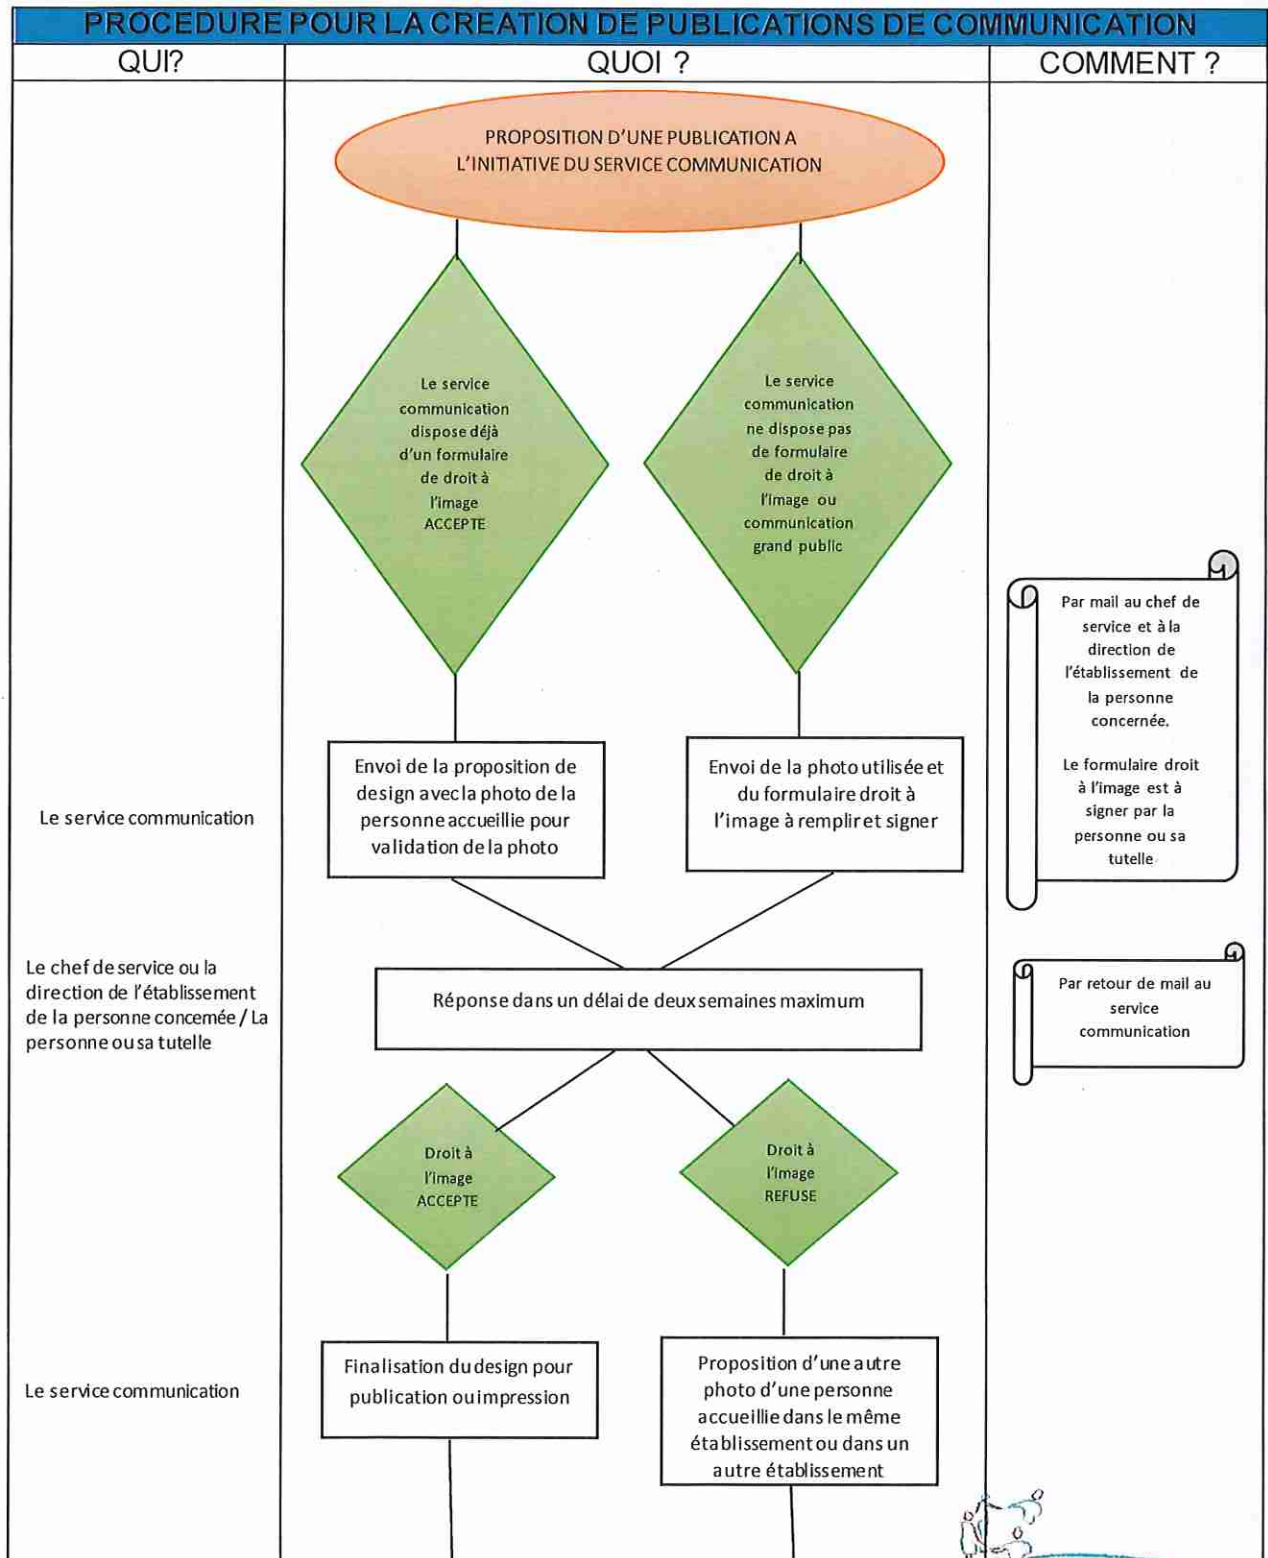 PROCEDURE POUR LA CREATION DE PUBLICATIONS DE COMMUNICATION
QUI?
QUOI ?
COMMENT ?
PROPOSITION D'UNE PUBLICATION A
L'INITIATIVE DU SERVICE COMMUNICATION
Le service
communication
dispose déjà
d'un formulaire
de droit à
l'image
ACCEPTE
Le service
communication
ne dispose pas
de formulaire
de droit à
l'image ou
communication
grand public
Par mail au chef de
service et à la
direction de
l'établissement de
la personne
concernée.
Le formulaire droit
à l'image est à
signer par la
personne ou sa
tutelle
Le service communication
Envoi de la proposition de
design avec la photo de la
personne accueillie pour
validation de la photo
Envoi de la photo utilisée et
du formulaire droit à
l'image à remplir et signer
Le chef de service ou la
direction de l'établissement
de la personne concernée / La
personne ou sa tutelle
Réponse dans un délai de deux semaines maximum
Par retour de mail au
service
communication
Droit à
l'image
ACCEPTE
Droit à
l'image
REFUSE
Le service communication
Finalisation du design pour
publication ou impression
Proposition d'une autre
photo d'une personne
accueillie dans le même
établissement ou dans un
autre établissement